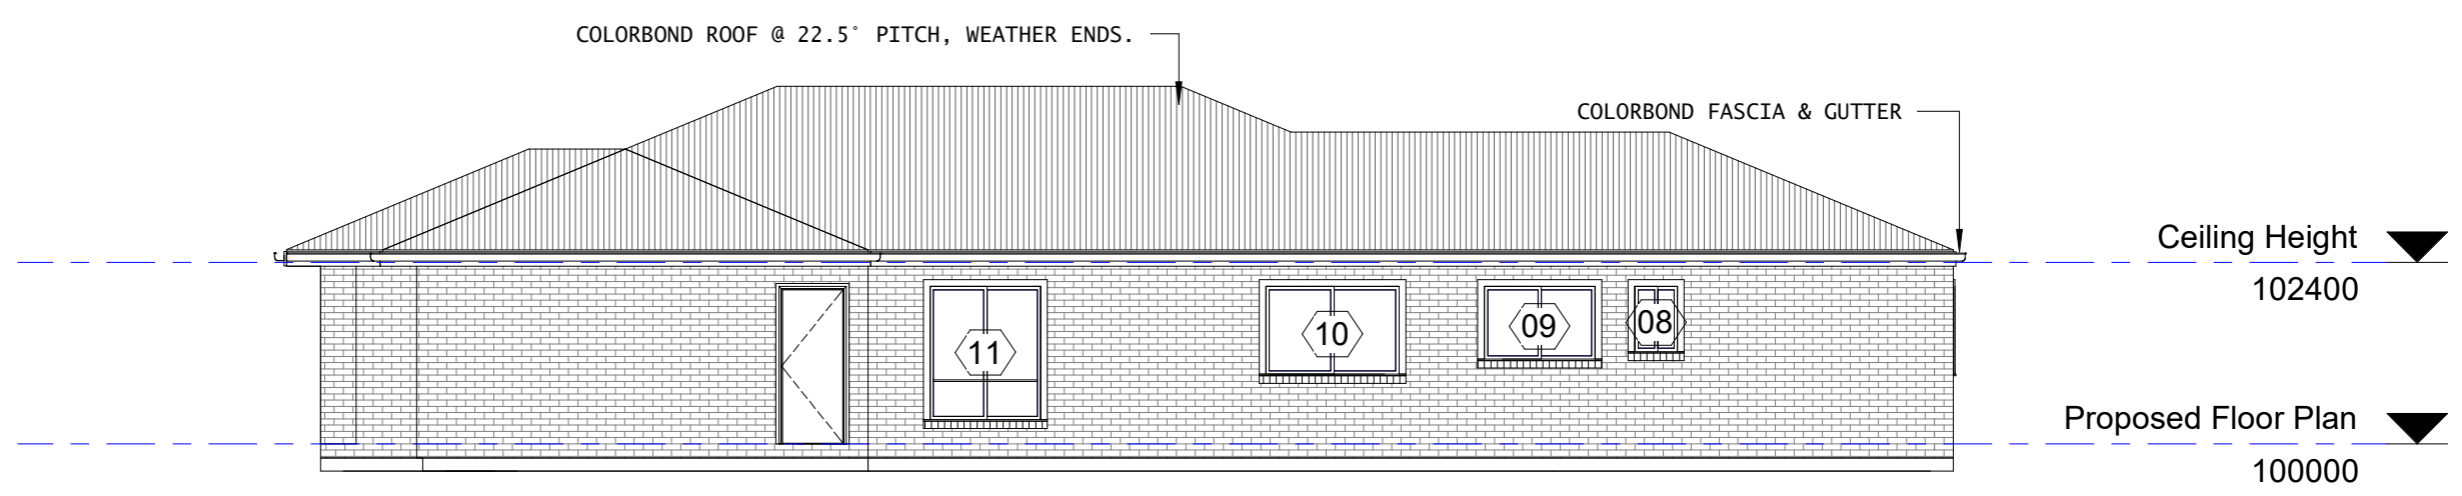 COLORBOND ROOF @ 22.5° PITCH, WEATHER ENDS.
COLORBOND FASCIA & GUTTER
Ceiling Height
102400
11
10
09
08
Proposed Floor Plan
100000